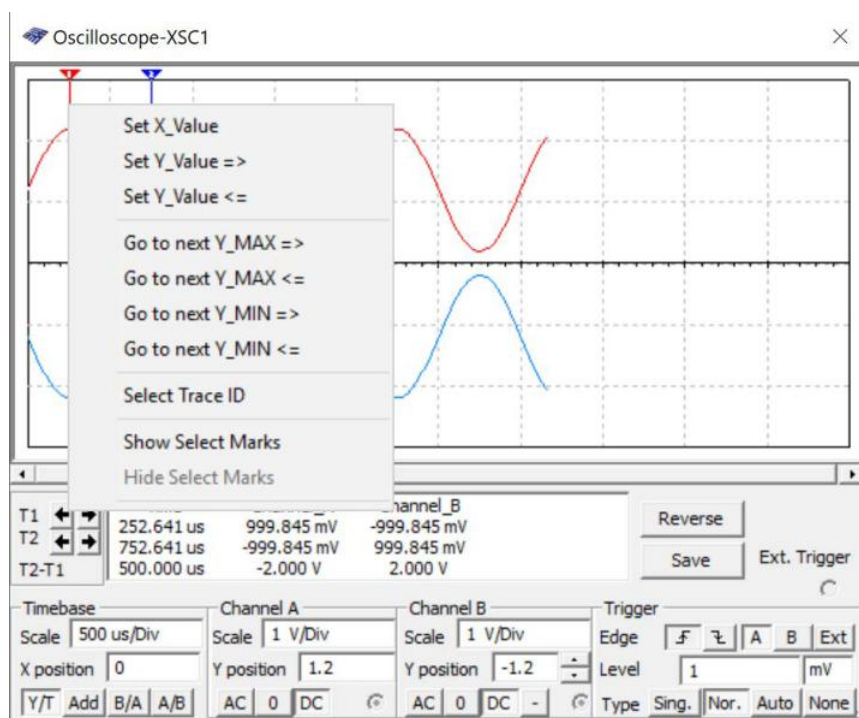 Oscilloscope-XSC1
1 2
Set X_Value
Set Y_Value =>
Set Y_Value <=
Go to next Y_MAX =>
Go to next Y_MAX <=
Go to next Y_MIN =>
Go to next Y_MIN <=
Select Trace ID
Show Select Marks
Hide Select Marks
T1
T2
T2-T1
252.641 us 999.845 mV -999.845 mV
752.641 us -999.845 mV 999.845 mV
500.000 us -2.000 V 2.000 V
Reverse
Save
Ext. Trigger
Timebase Channel A Channel B Trigger
Scale 500 us/Div Scale 1 V/Div Scale 1 V/Div Edge A B Ext
X position 0 Y position 1.2 Y position -1.2 Level 1 mV
Y/T Add B/A A/B AC 0 DC AC 0 DC - Type Sing. Nor. Auto None